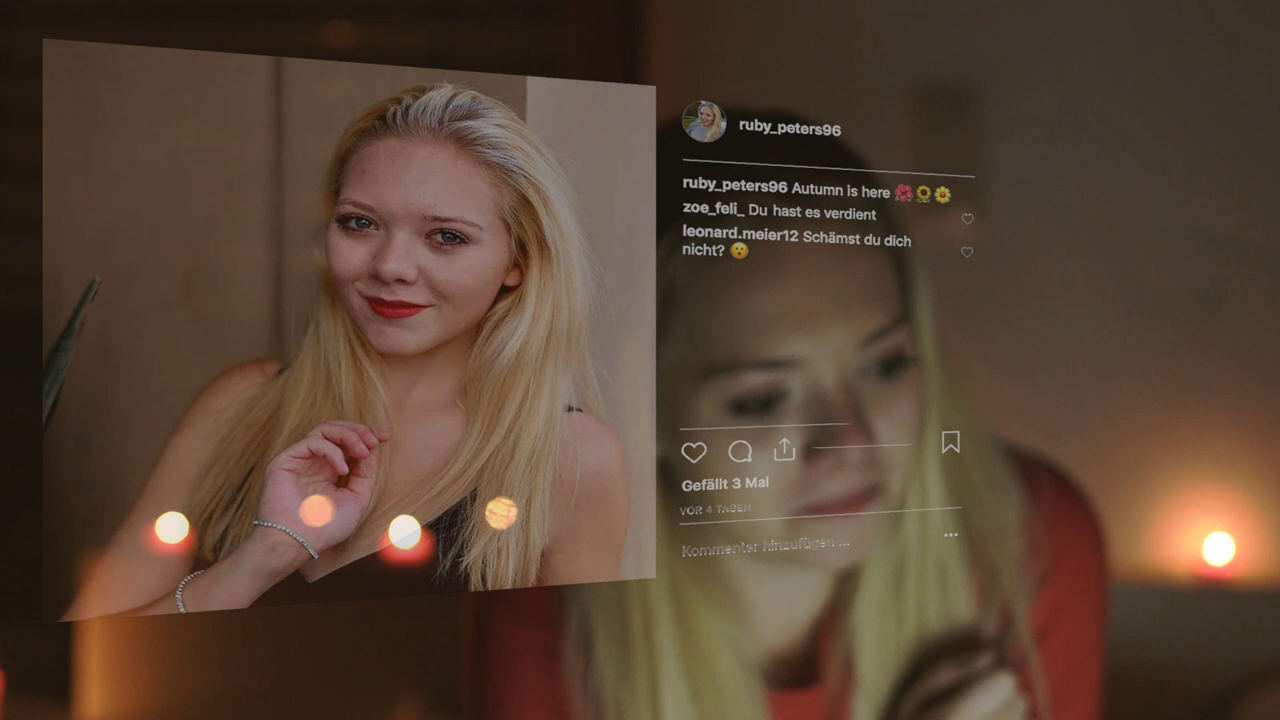 ruby_peters96
ruby_peters96 Autumn is here 🌺🌻🌼
zoe_feli_ Du hast es verdient
leonard.meier12 Schämst du dich
nicht? 😮
Gefällt 3 Mal
VOR 4 TAGEN
Kommentar hinzufügen ...